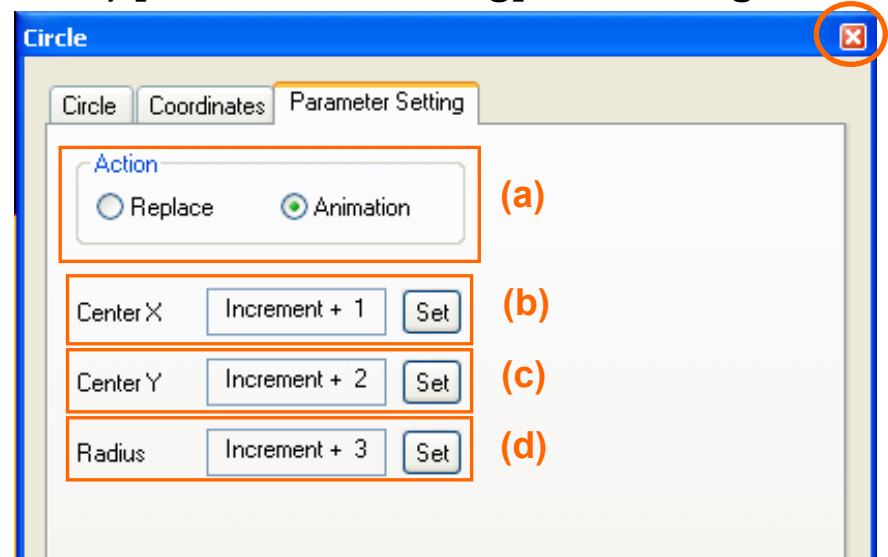 Circle
Circle Coordinates Parameter Setting
Action
Replace Animation (a)
Center X Increment + 1 Set (b)
Center Y Increment + 2 Set (c)
Radius Increment + 3 Set (d)